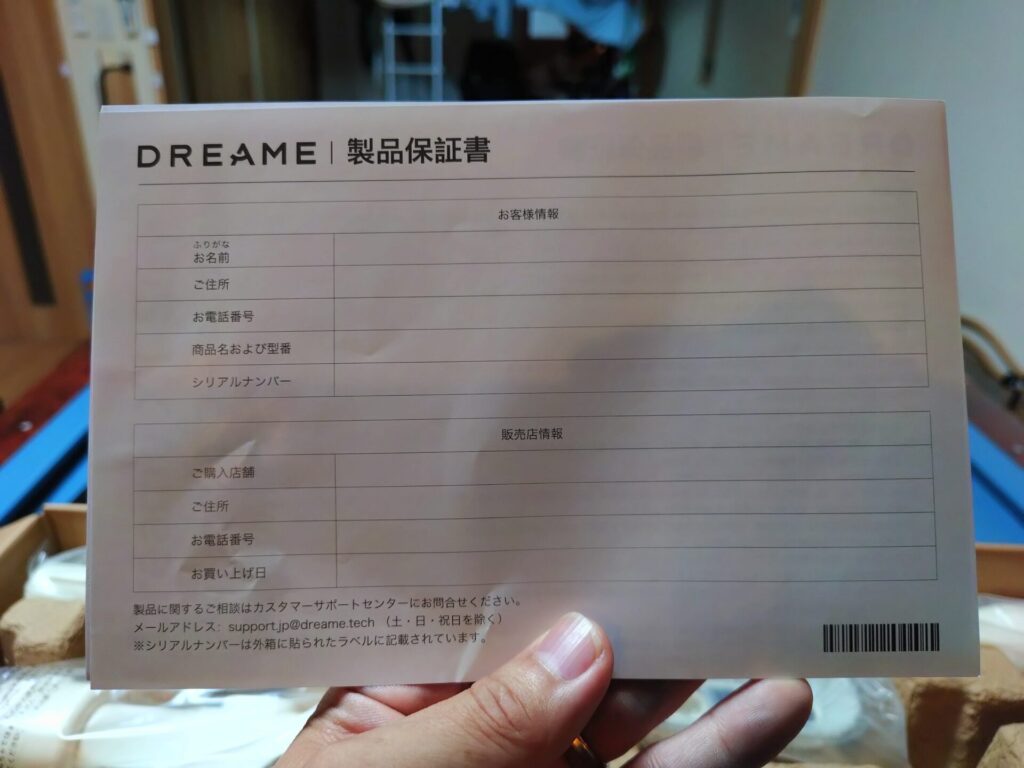 DREAME | 製品保証書
お客様情報
ふりがな
お名前
ご住所
お電話番号
商品名および型番
シリアルナンバー
販売店情報
ご購入店舗
ご住所
お電話番号
お買い上げ日
製品に関するご相談はカスタマーサポートセンターにお問合せください。
メールアドレス: support.jp@dreame.tech （土・日・祝日を除く）
※シリアルナンバーは外箱に貼られたラベルに記載されています。